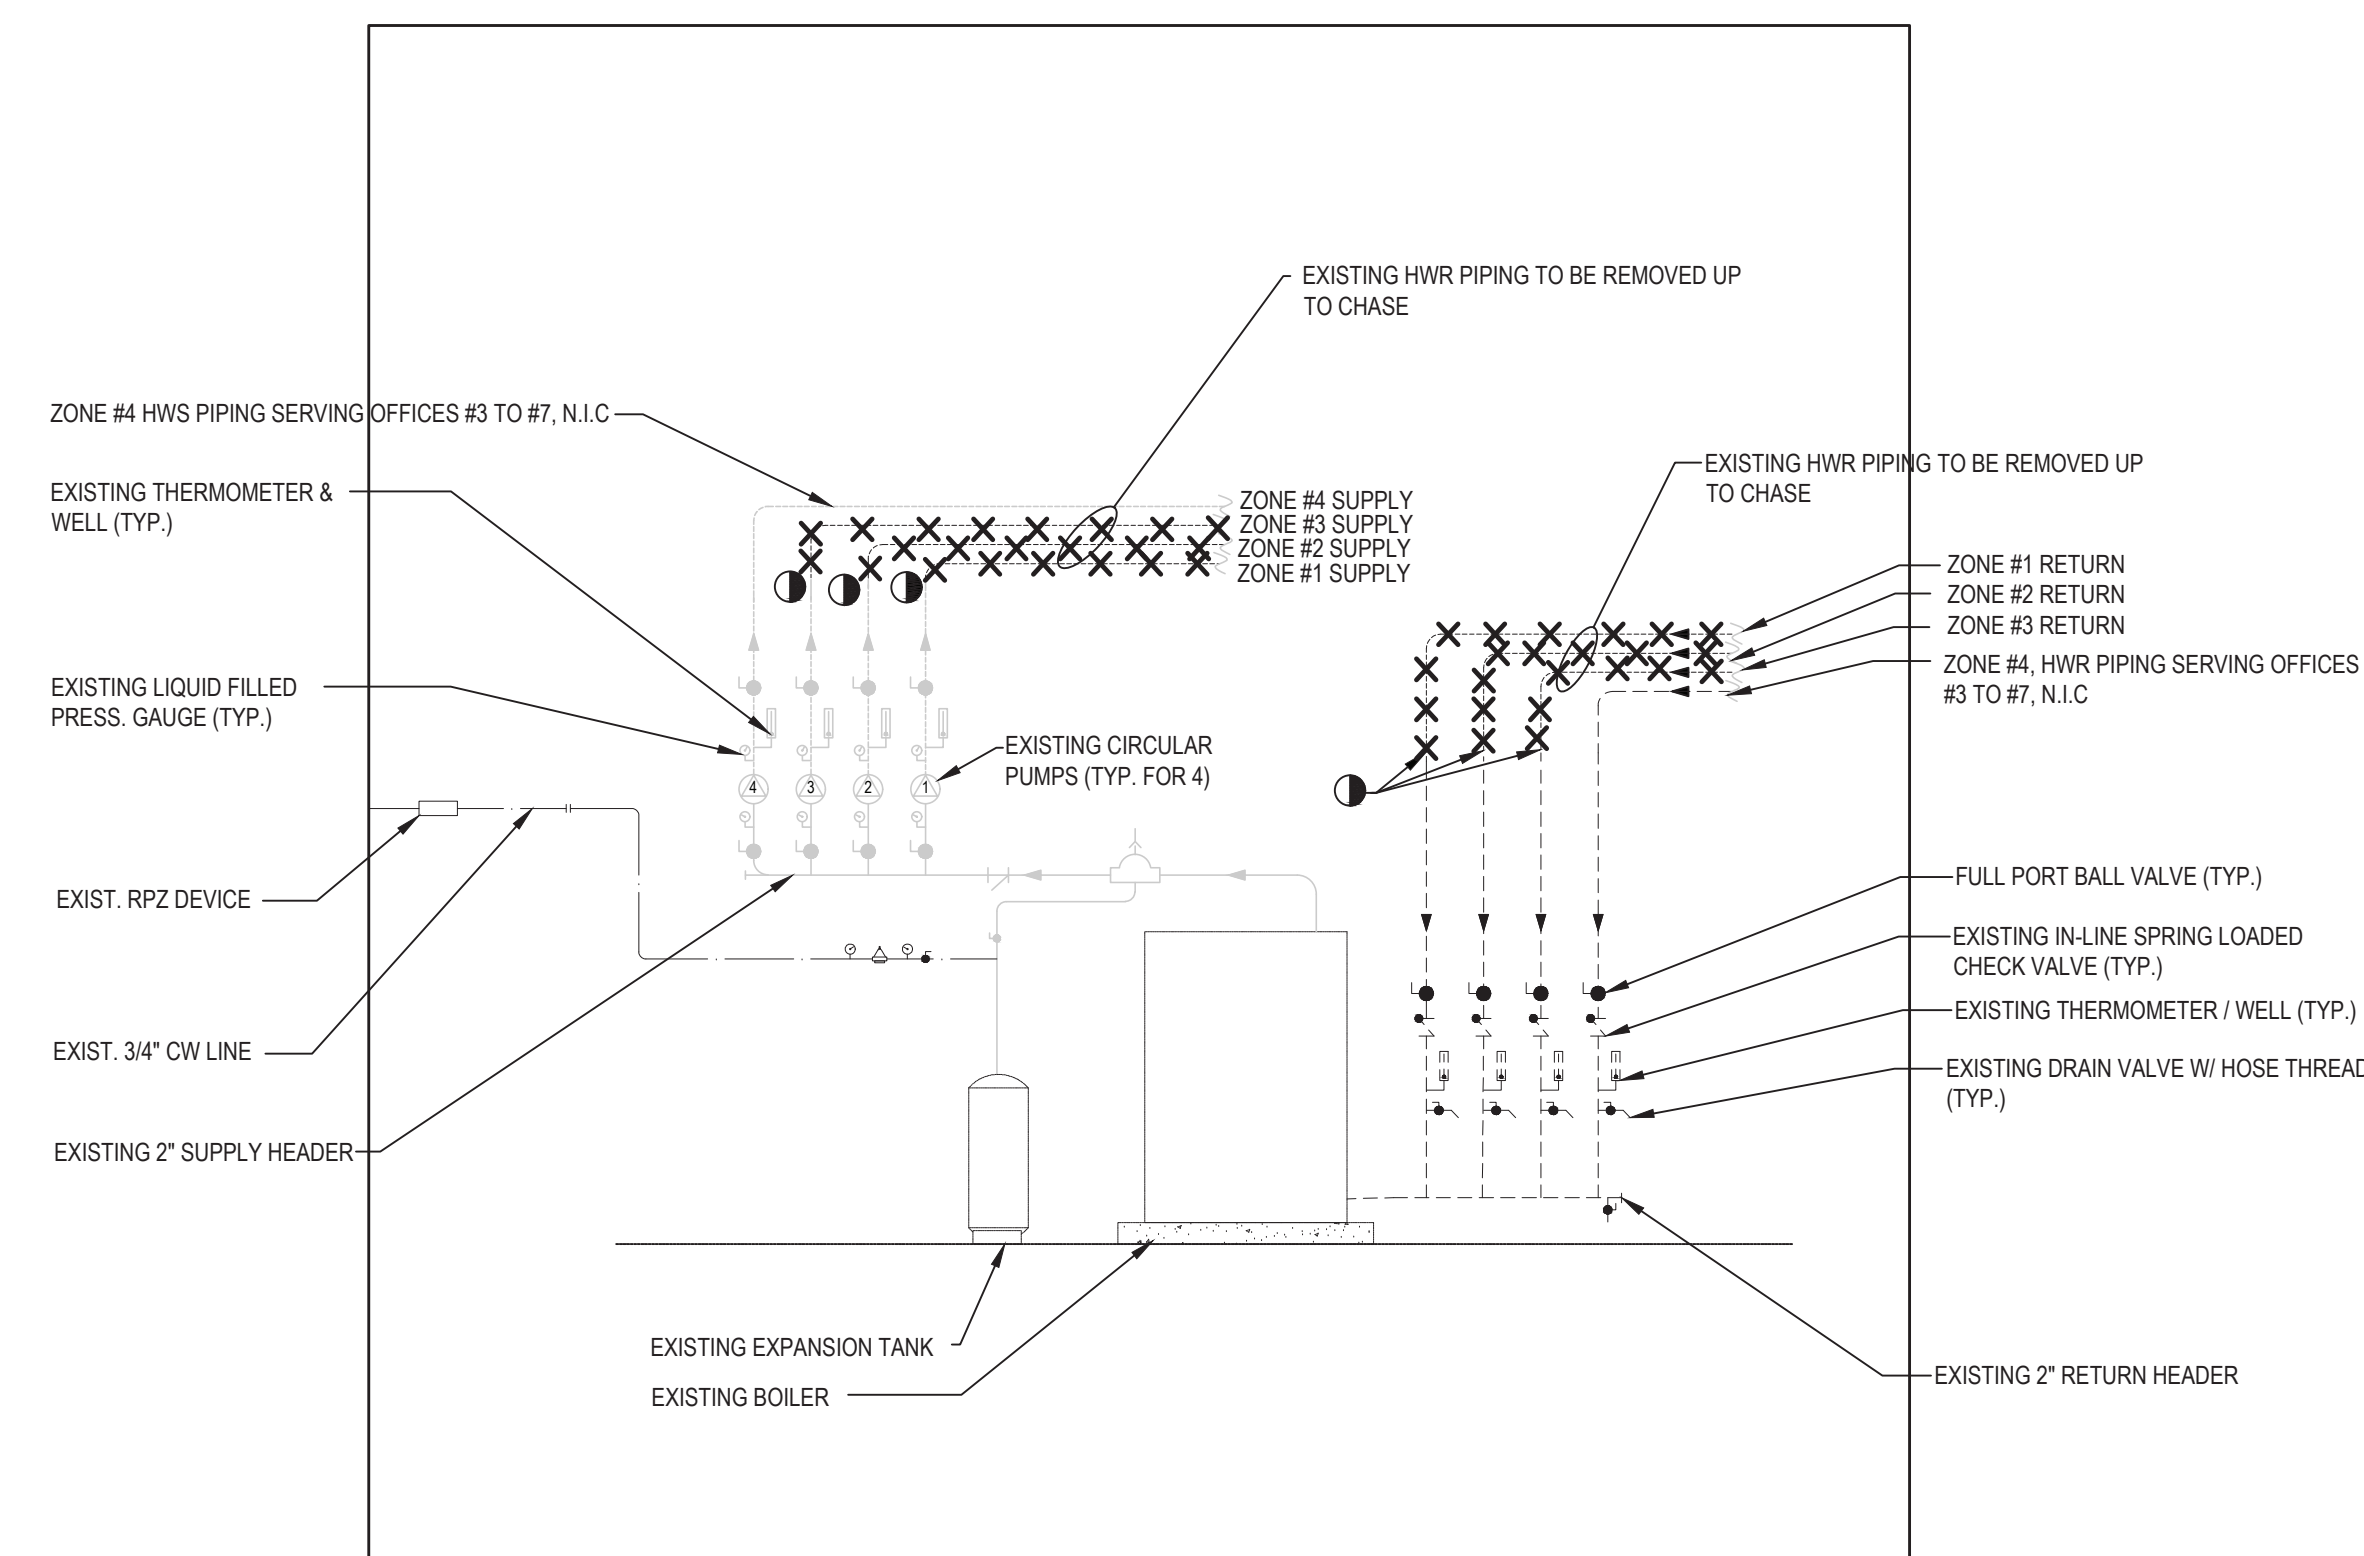 EXISTING HWR PIPING TO BE REMOVED UP
TO CHASE
ZONE #4 HWS PIPING SERVING OFFICES #3 TO #7, N.I.C
EXISTING THERMOMETER &
WELL (TYP.)
EXISTING HWR PIPING TO BE REMOVED UP
TO CHASE
ZONE #4 SUPPLY
ZONE #3 SUPPLY
ZONE #2 SUPPLY
ZONE #1 SUPPLY
ZONE #1 RETURN
ZONE #2 RETURN
ZONE #3 RETURN
ZONE #4, HWR PIPING SERVING OFFICES
#3 TO #7, N.I.C
EXISTING LIQUID FILLED
PRESS. GAUGE (TYP.)
EXISTING CIRCULAR
PUMPS (TYP. FOR 4)
4 3 2 1
EXIST. RPZ DEVICE
FULL PORT BALL VALVE (TYP.)
EXISTING IN-LINE SPRING LOADED
CHECK VALVE (TYP.)
EXISTING THERMOMETER / WELL (TYP.)
EXIST. 3/4" CW LINE
EXISTING DRAIN VALVE W/ HOSE THREAD
(TYP.)
EXISTING 2" SUPPLY HEADER
EXISTING EXPANSION TANK
EXISTING BOILER
EXISTING 2" RETURN HEADER